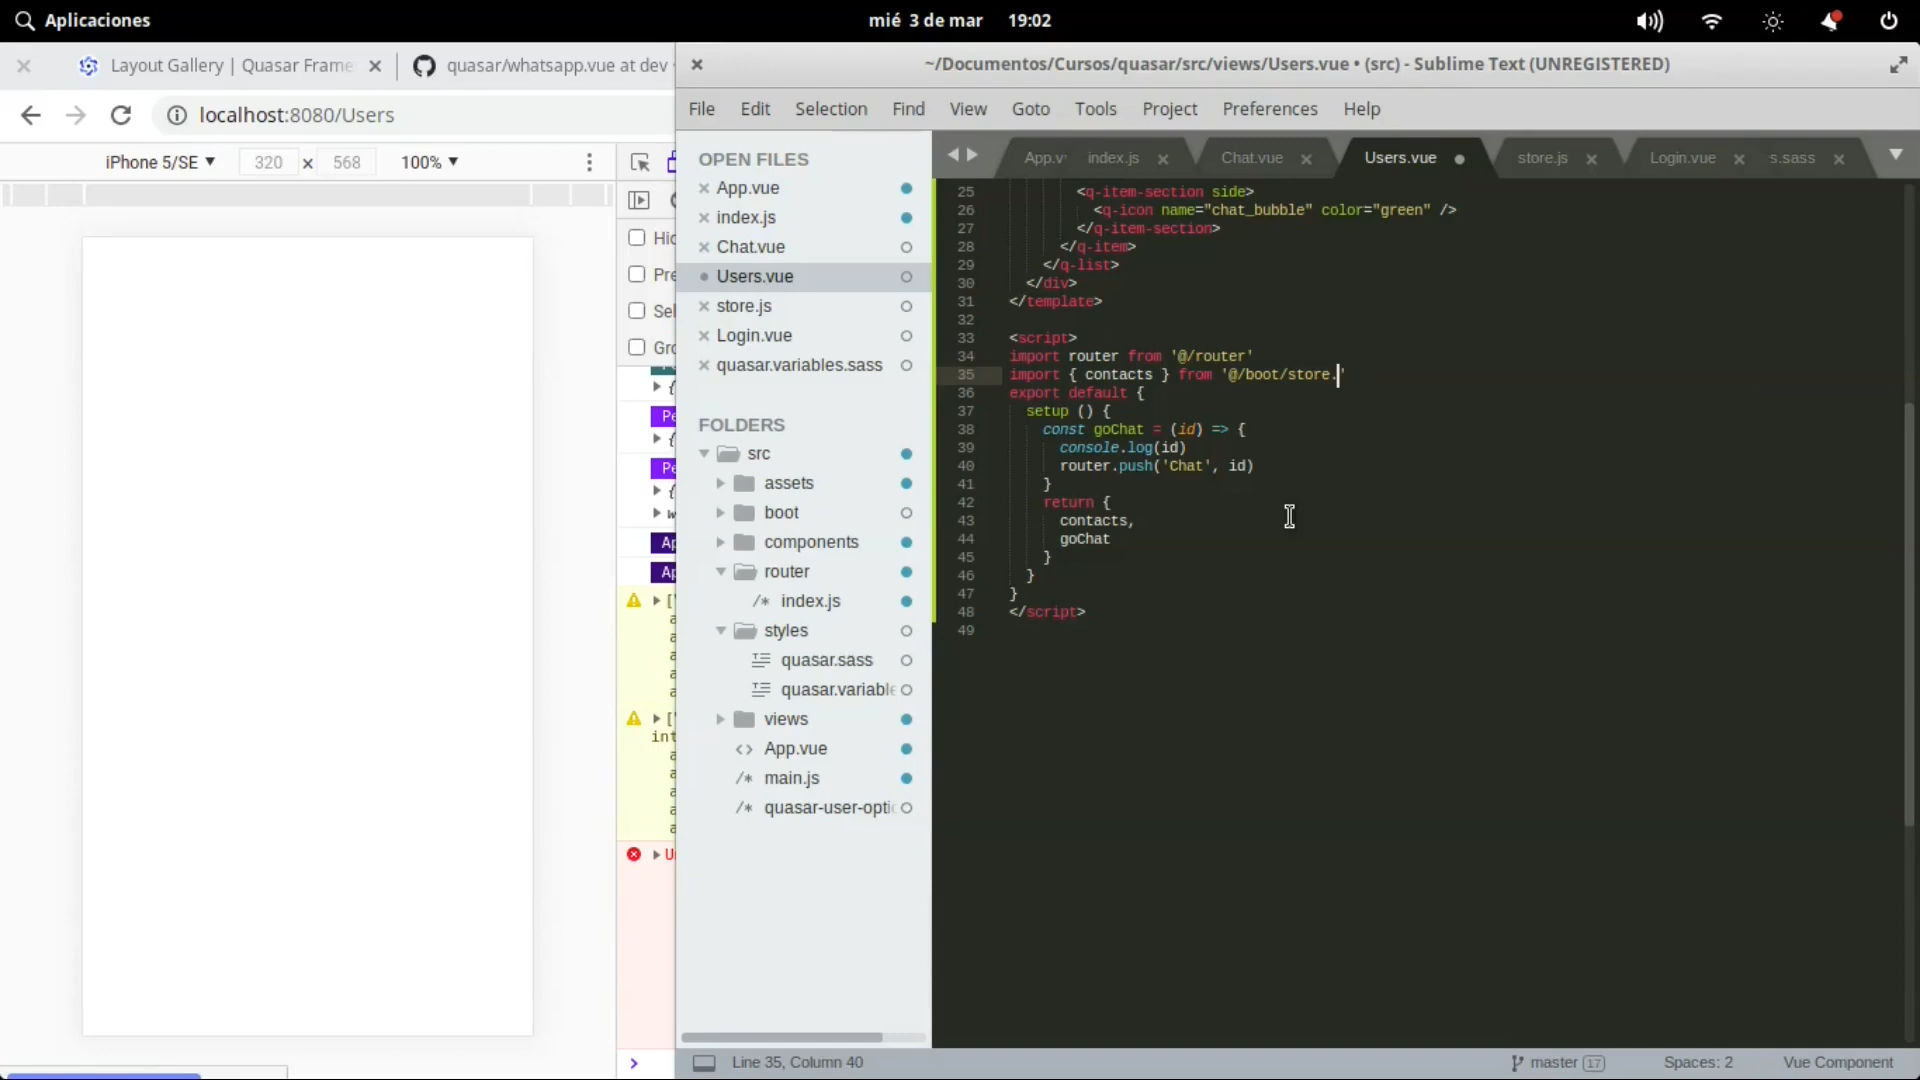 Aplicaciones
mié 3 de mar 19:02
Layout Gallery | Quasar Frame
quasar/whatsapp.vue at dev
localhost:8080/Users
iPhone 5/SE ▼ 320 × 568 100% ▼
~/Documentos/Cursos/quasar/src/views/Users.vue • (src) - Sublime Text (UNREGISTERED)
File Edit Selection Find View Goto Tools Project Preferences Help
OPEN FILES
App.vue
index.js
Chat.vue
Users.vue
store.js
Login.vue
quasar.variables.sass
FOLDERS
src
assets
boot
components
router
/* index.js
styles
quasar.sass
quasar.variable
views
<> App.vue
/* main.js
/* quasar-user-opti
App.v index.js Chat.vue Users.vue store.js Login.vue s.sass
25 <q-item-section side>
26 <q-icon name="chat_bubble" color="green" />
27 </q-item-section>
28 </q-item>
29 </q-list>
30 </div>
31 </template>
32
33 <script>
34 import router from '@/router'
35 import { contacts } from '@/boot/store.'
36 export default {
37 setup () {
38 const goChat = (id) => {
39 console.log(id)
40 router.push('Chat', id)
41 }
42 return {
43 contacts,
44 goChat
45 }
46 }
47 }
48 </script>
49
Line 35, Column 40
master 17
Spaces: 2
Vue Component